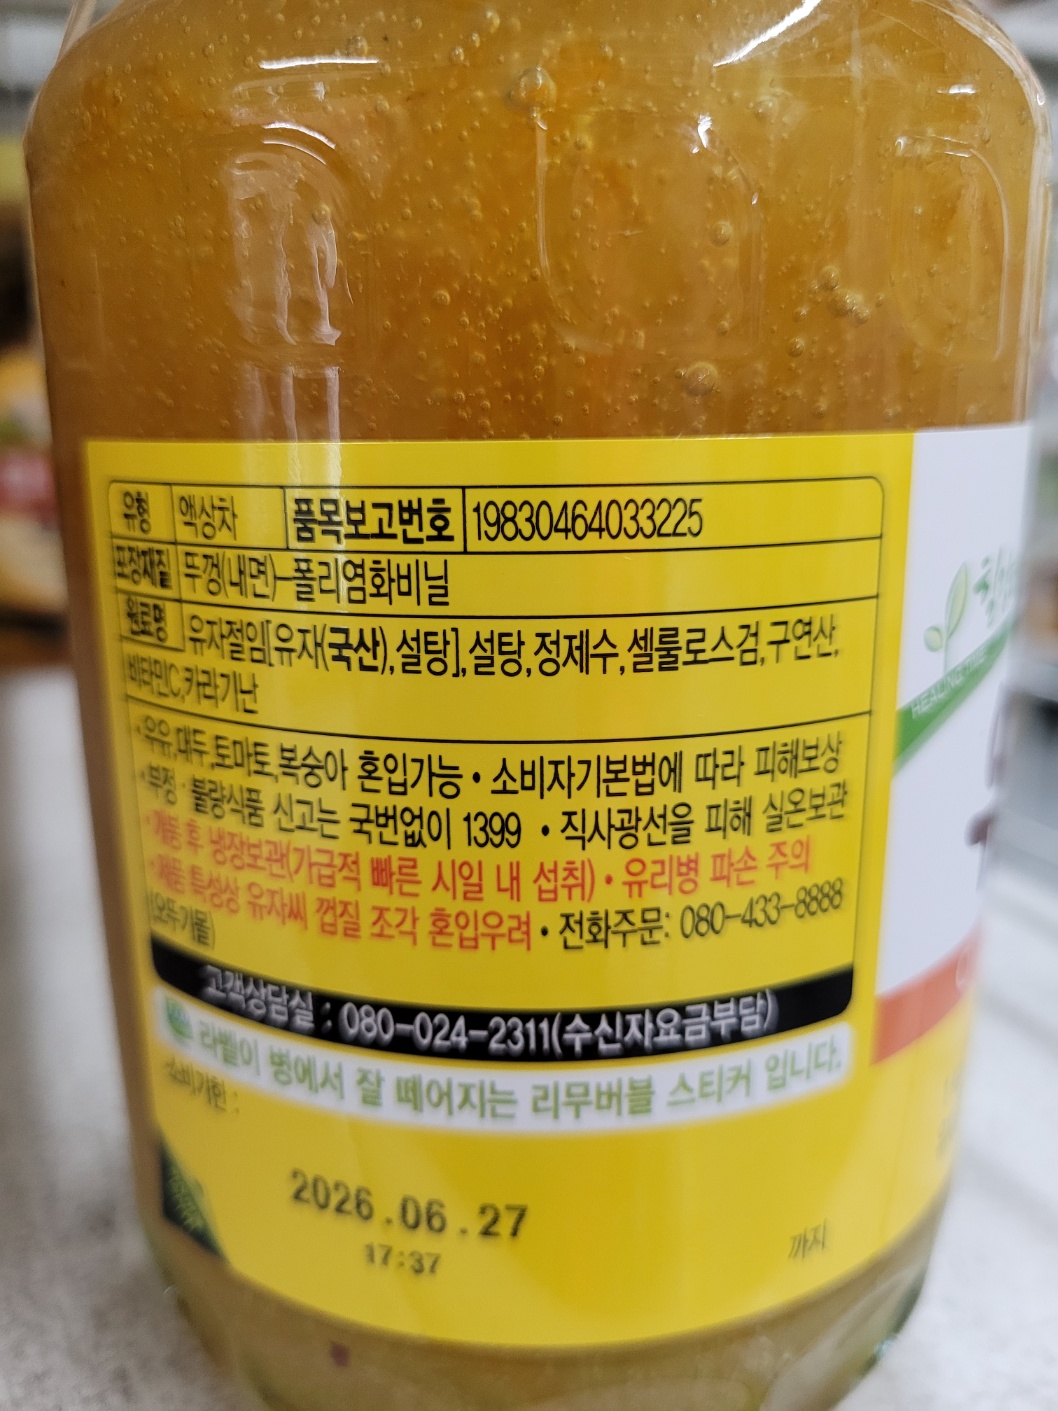 유형 액상차 품목보고번호 19830464033225
포장재질 뚜껑(내면)-폴리염화비닐
원료명 유자절임[유자(국산),설탕],설탕,정제수,셀룰로스검,구연산,
비타민C,카라기난
•우유,대두,토마토,복숭아 혼입가능 • 소비자기본법에 따라 피해보상
•부정·불량식품 신고는 국번없이 1399 • 직사광선을 피해 실온보관
•개봉 후 냉장보관(가급적 빠른 시일 내 섭취) • 유리병 파손 주의
•제품 특성상 유자씨 껍질 조각 혼입우려 • 전화주문: 080-433-8888
(오뚜기몰)
고객상담실 : 080-024-2311(수신자요금부담)
라벨이 병에서 잘 떼어지는 리무버블 스티커 입니다.
소비기한 :
2026.06.27
17:37
까지